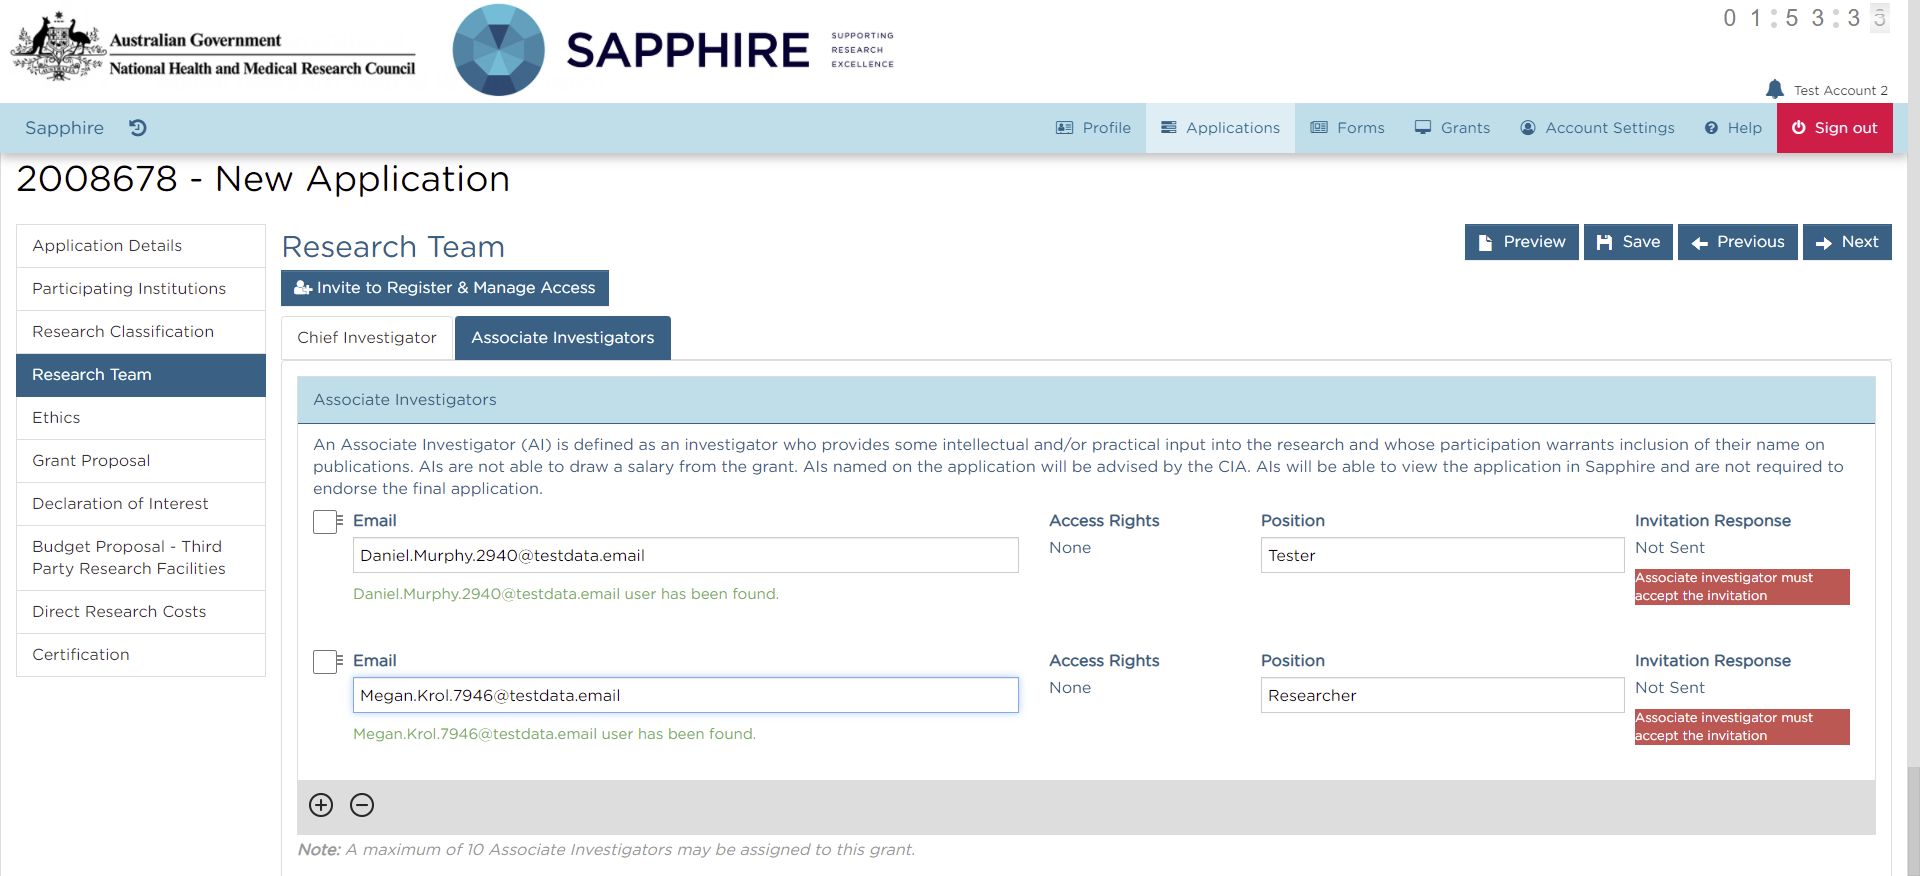 Australian Government
National Health and Medical Research Council
SAPPHIRE
SUPPORTING
RESEARCH
EXCELLENCE
01:53:33
Test Account 2
Sapphire
Profile
Applications
Forms
Grants
Account Settings
Help
Sign out
2008678 - New Application
Application Details
Participating Institutions
Research Classification
Research Team
Ethics
Grant Proposal
Declaration of Interest
Budget Proposal - Third
Party Research Facilities
Direct Research Costs
Certification
Research Team
Preview
Save
Previous
Next
Invite to Register & Manage Access
Chief Investigator
Associate Investigators
Associate Investigators
An Associate Investigator (AI) is defined as an investigator who provides some intellectual and/or practical input into the research and whose participation warrants inclusion of their name on
publications. AIs are not able to draw a salary from the grant. AIs named on the application will be advised by the CIA. AIs will be able to view the application in Sapphire and are not required to
endorse the final application.
Email
Access Rights
Position
Invitation Response
Daniel.Murphy.2940@testdata.email
None
Tester
Not Sent
Associate investigator must
accept the invitation
Daniel.Murphy.2940@testdata.email user has been found.
Email
Access Rights
Position
Invitation Response
Megan.Krol.7946@testdata.email
None
Researcher
Not Sent
Associate investigator must
accept the invitation
Megan.Krol.7946@testdata.email user has been found.
Note: A maximum of 10 Associate Investigators may be assigned to this grant.